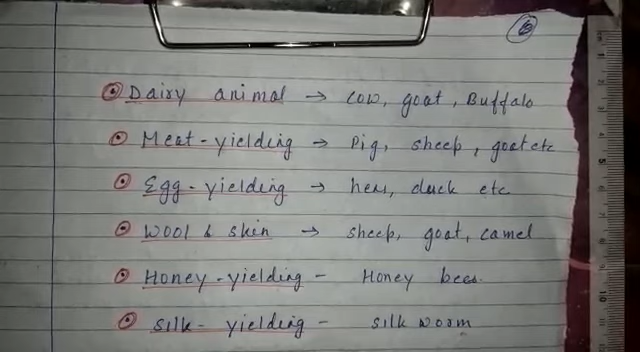 6
Dairy animal → cow, goat, Buffalo
Meat-yielding → Pig, sheep, goat etc
Egg-yielding → hen, duck etc
Wool & skin → sheep, goat, camel
Honey-yielding - Honey bees.
silk-yielding - silk worm